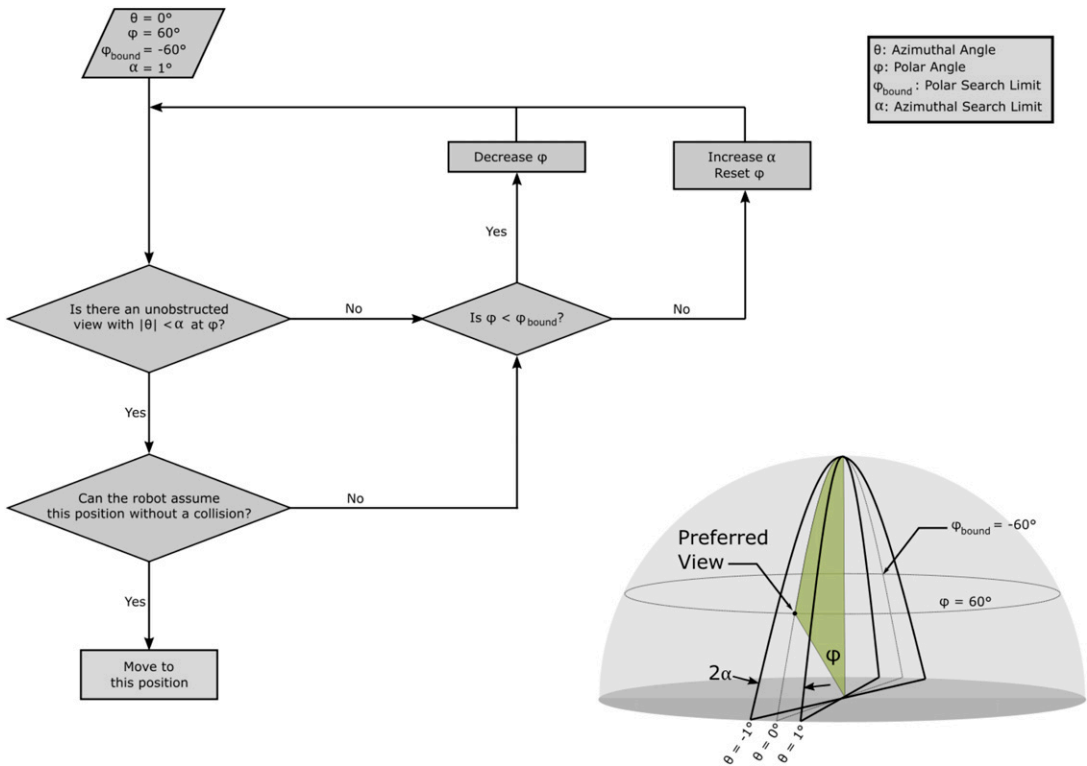 θ = 0°
φ = 60°
φbound = -60°
α = 1°
θ: Azimuthal Angle
φ: Polar Angle
φbound : Polar Search Limit
α: Azimuthal Search Limit
Decrease φ
Increase α
Reset φ
Yes
Is there an unobstructed
view with |θ| < α at φ?
No
Is φ < φbound?
No
Yes
Can the robot assume
this position without a collision?
No
Yes
Move to
this position
Preferred
View
φbound = -60°
φ = 60°
φ
2α
θ = -1°
θ = 0°
θ = 1°